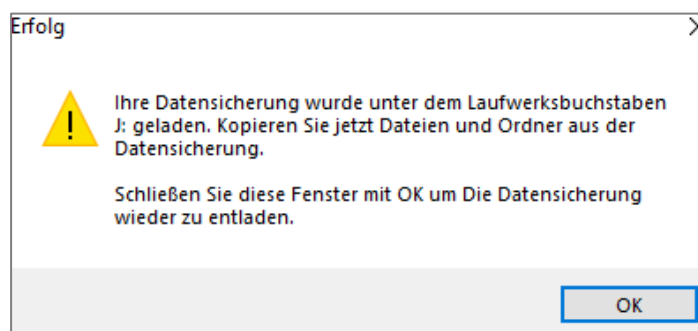 Erfolg
Ihre Datensicherung wurde unter dem Laufwerksbuchstaben
J: geladen. Kopieren Sie jetzt Dateien und Ordner aus der
Datensicherung.
Schließen Sie diese Fenster mit OK um Die Datensicherung
wieder zu entladen.
OK